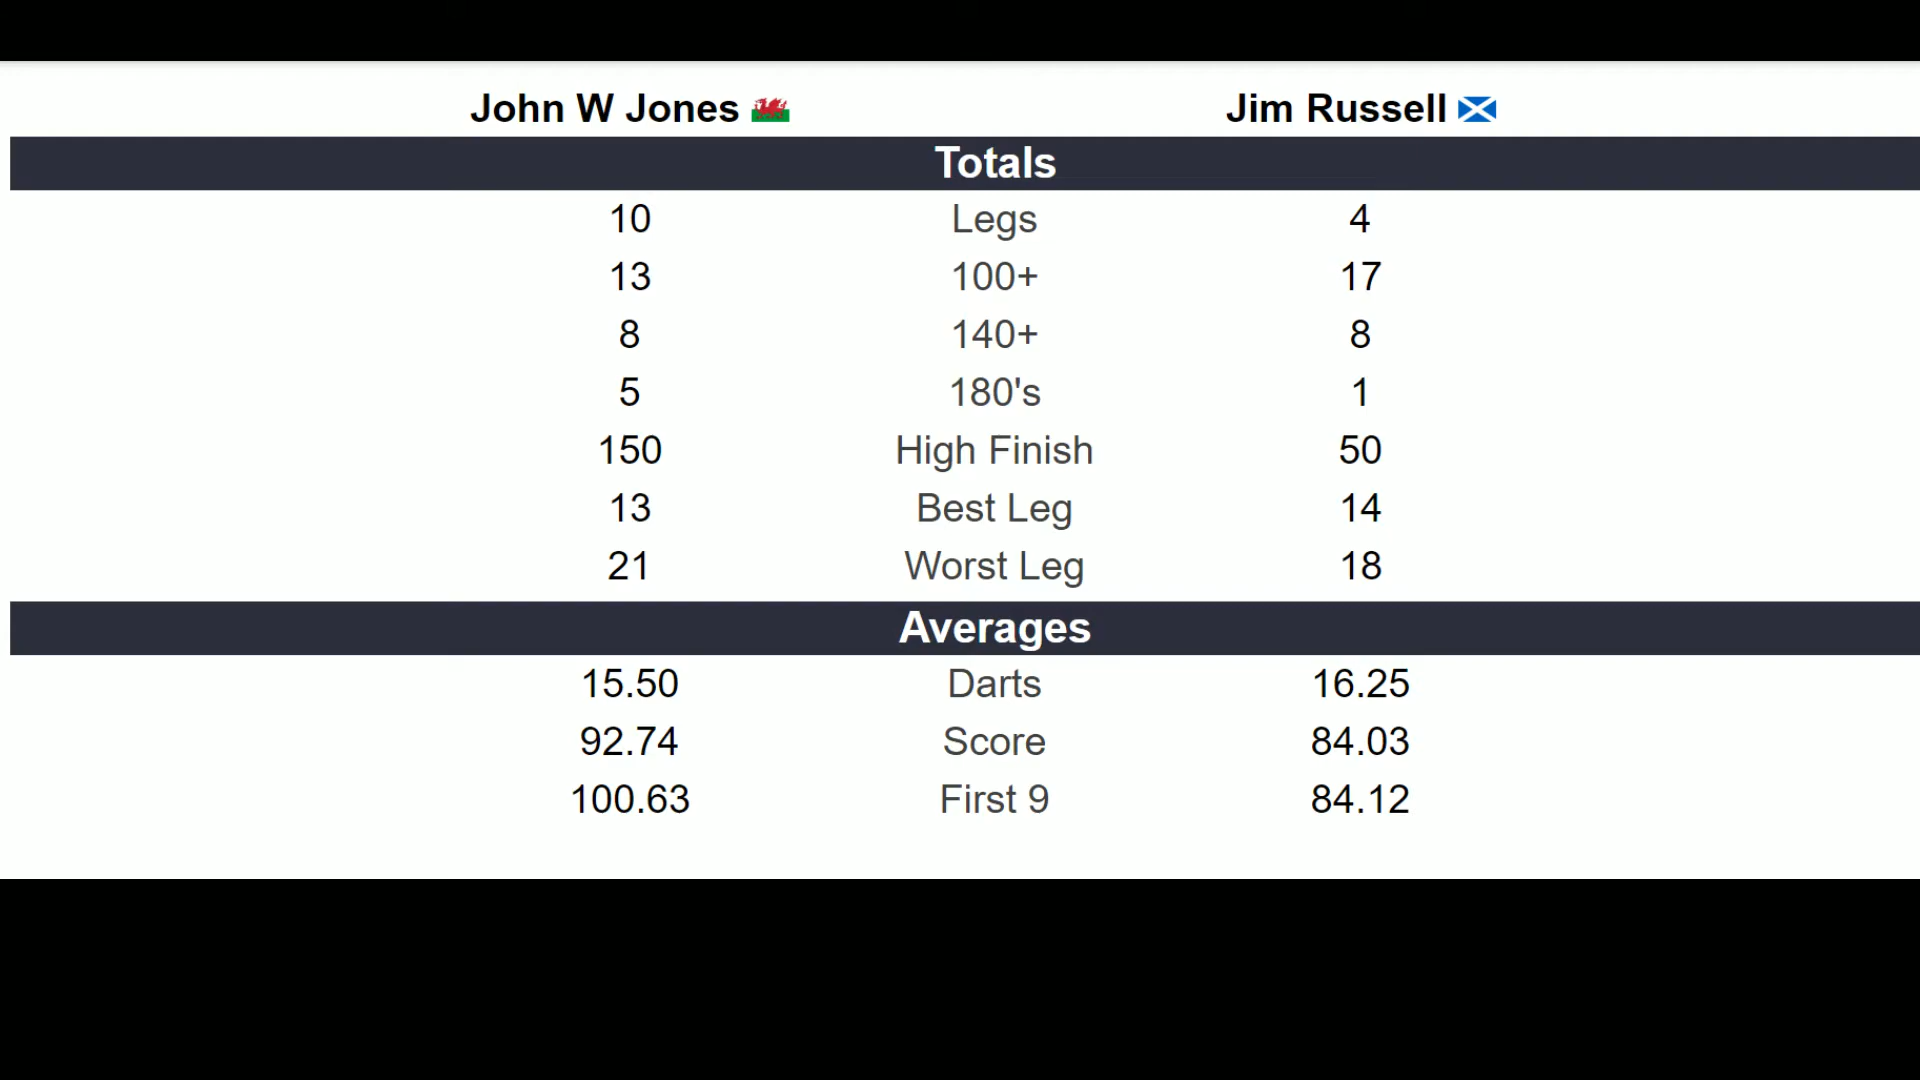 John W Jones Jim Russell
Totals
10 Legs 4
13 100+ 17
8 140+ 8
5 180's 1
150 High Finish 50
13 Best Leg 14
21 Worst Leg 18
Averages
15.50 Darts 16.25
92.74 Score 84.03
100.63 First 9 84.12